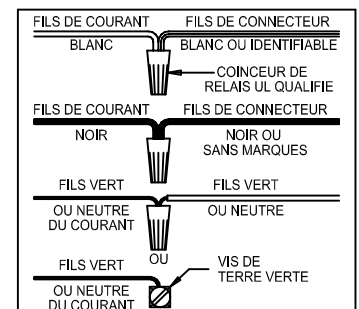 FILS DE COURANT FILS DE CONNECTEUR
BLANC BLANC OU IDENTIFIABLE
COINCEUR DE
RELAIS UL QUALIFIE
FILS DE COURANT FILS DE CONNECTEUR
NOIR NOIR OU
SANS MARQUES
FILS VERT FILS VERT
OU NEUTRE OU NEUTRE
DU COURANT
OU
FILS VERT VIS DE
TERRE VERTE
OU NEUTRE
DU COURANT